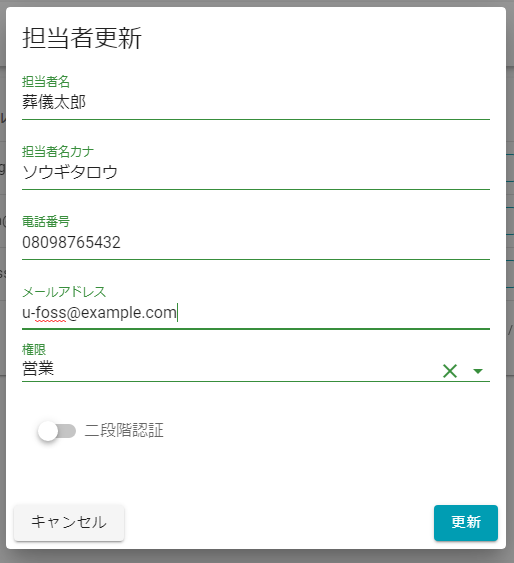 担当者更新
担当者名
葬儀太郎
担当者名カナ
ソウギタロウ
電話番号
08098765432
メールアドレス
u-foss@example.com
権限
営業
二段階認証
キャンセル
更新